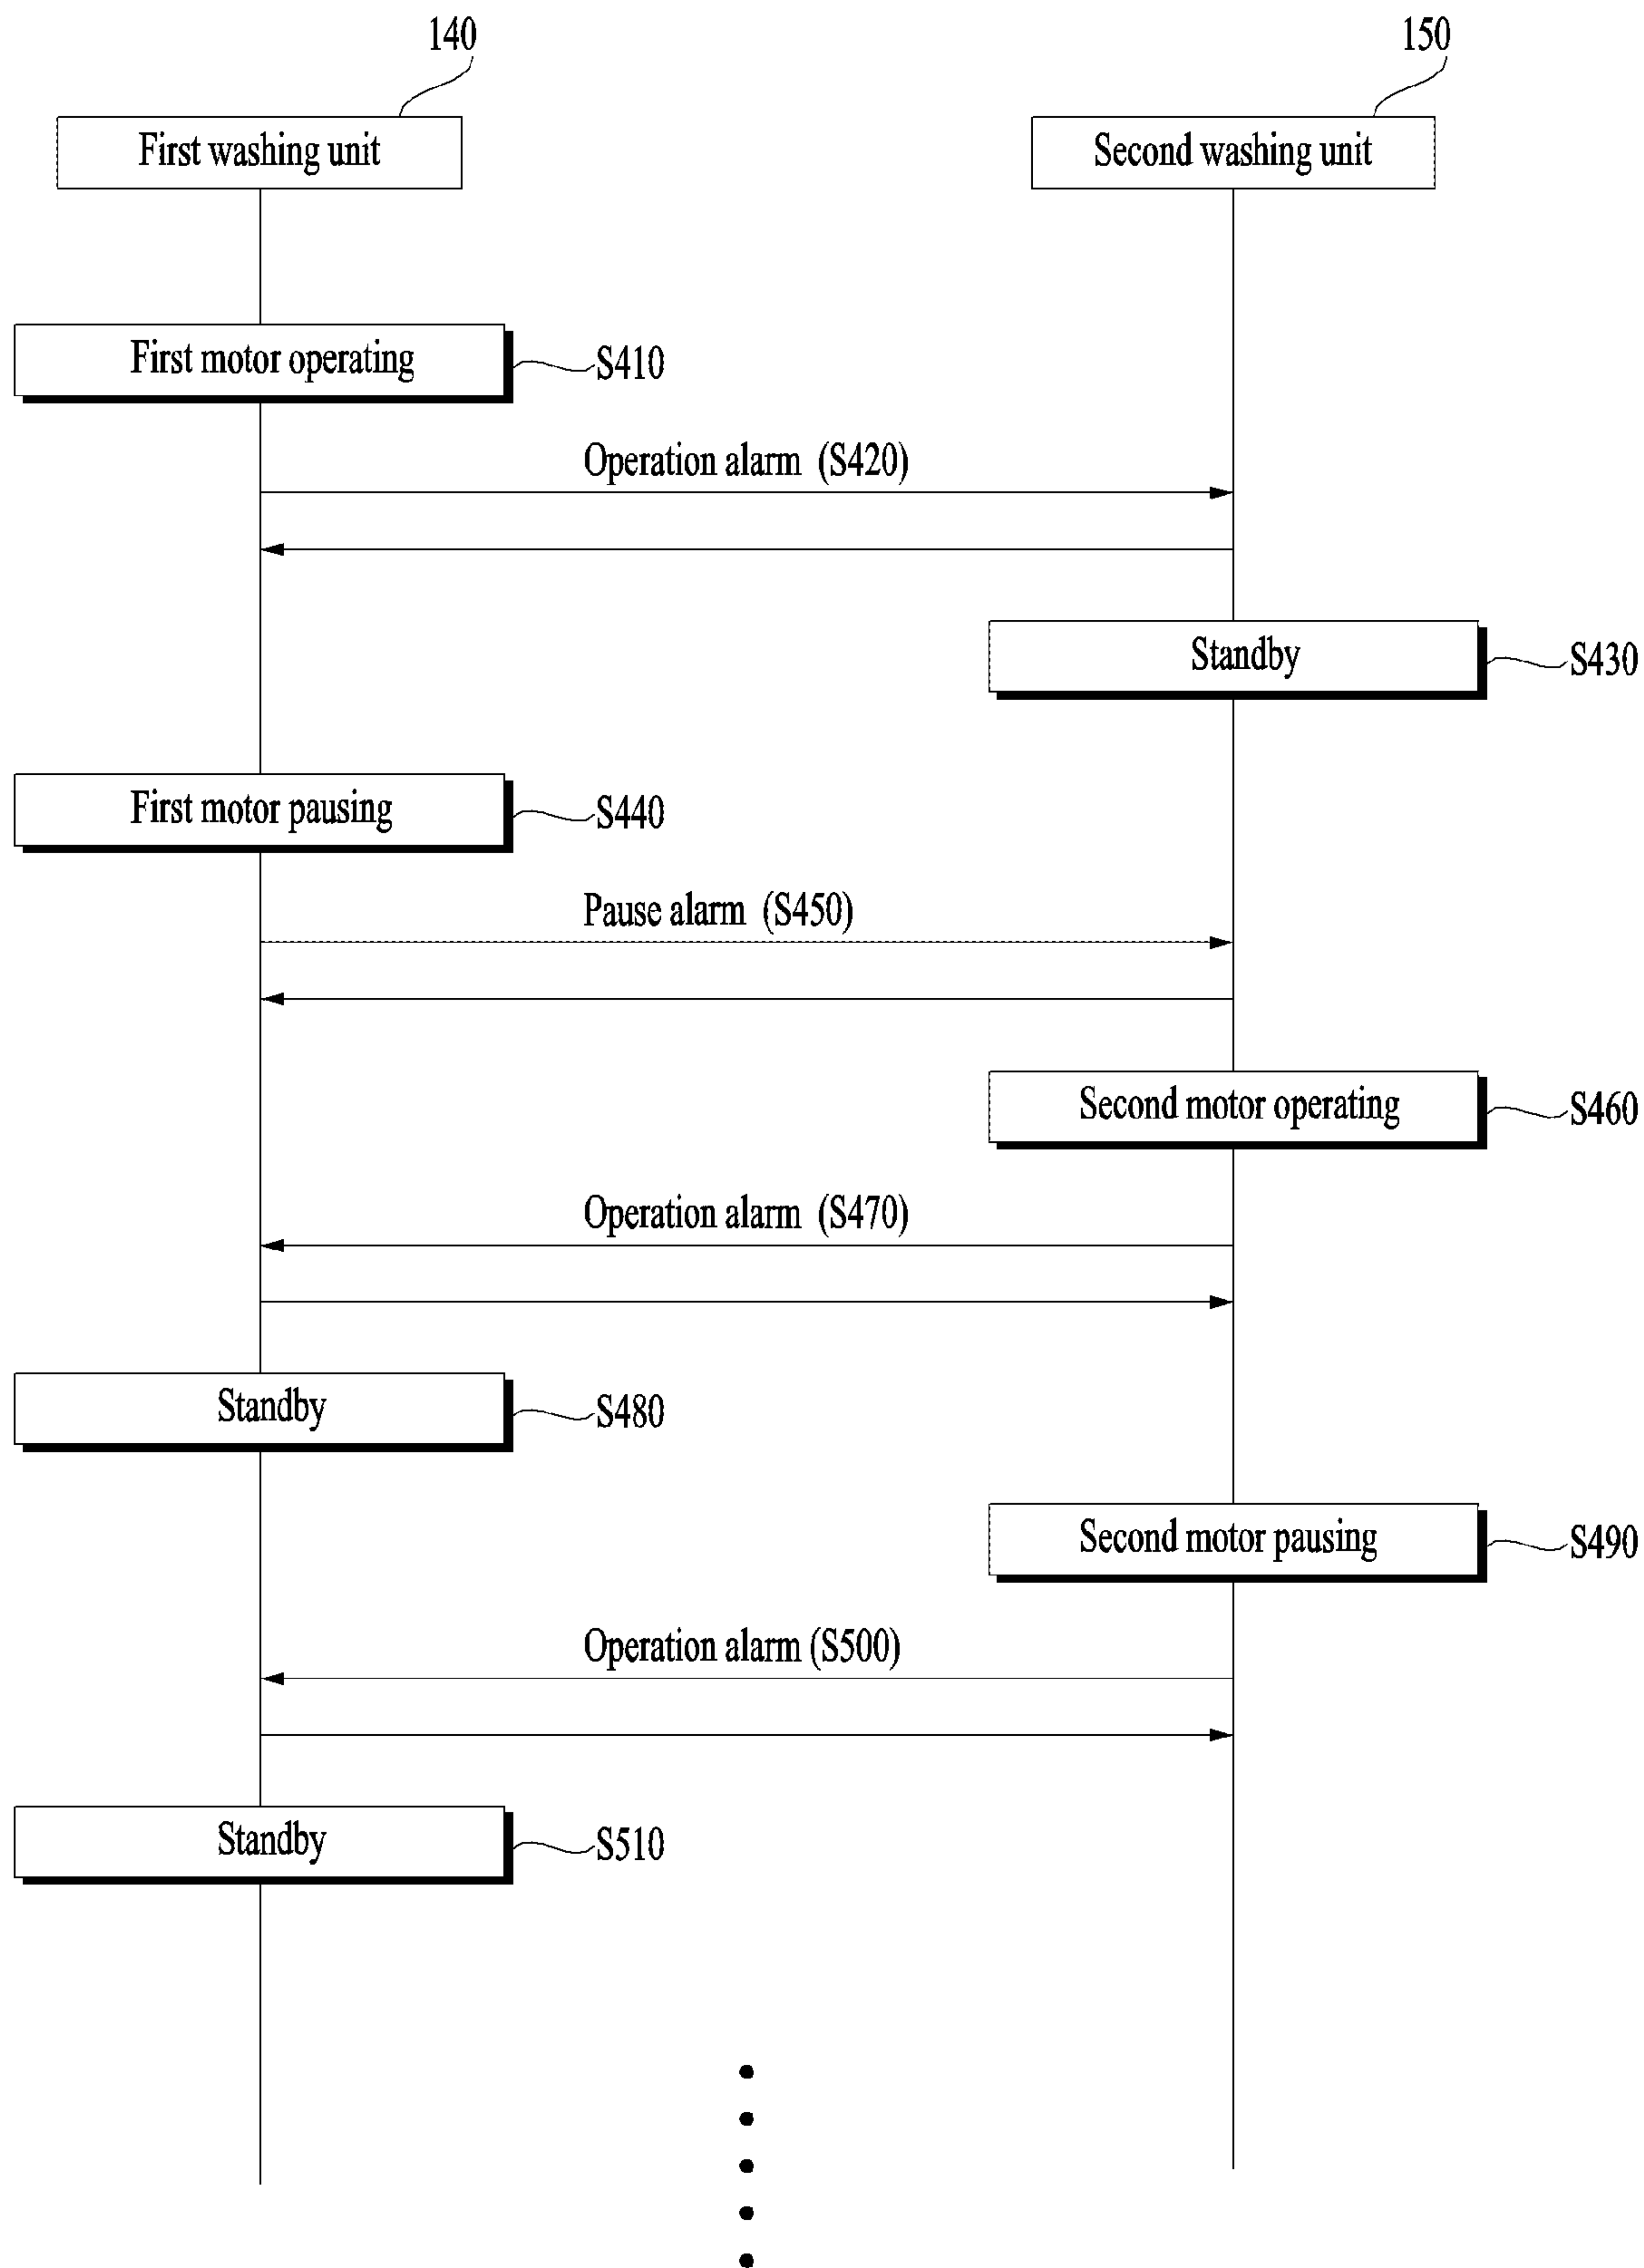 140
150
First washing unit
Second washing unit
First motor operating
S410
Operation alarm (S420)
Standby
S430
First motor pausing
S440
Pause alarm (S450)
Second motor operating
S460
Operation alarm (S470)
Standby
S480
Second motor pausing
S490
Operation alarm (S500)
Standby
S510